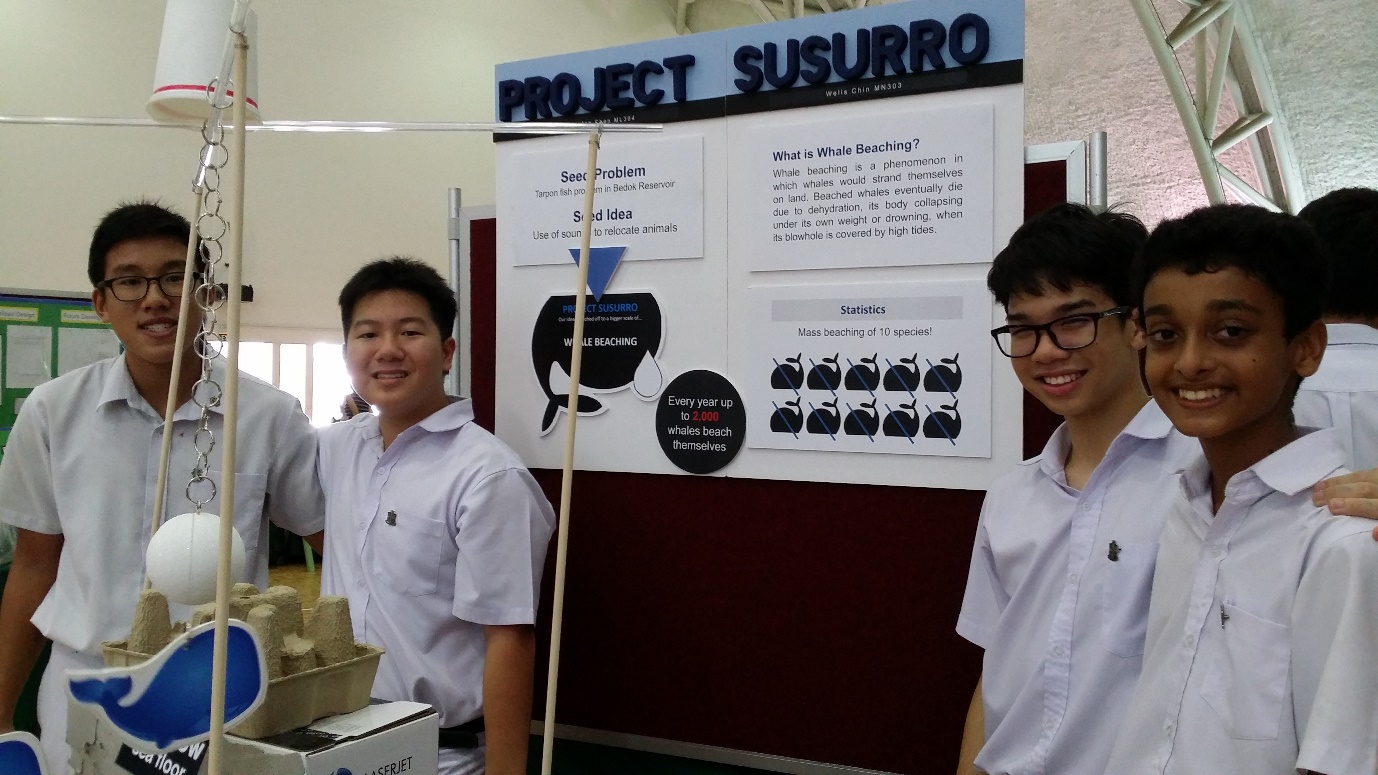 PROJECT SUSURRO
ML304
Wells Chin MN303
Seed Problem
Tarpon fish problem in Bedok Reservoir
Seed Idea
Use of sound to relocate animals
PROJECT SUSURRO
WHALE BEACHING
Every year up
to 2,000
whales beach
themselves
What is Whale Beaching?
Whale beaching is a phenomenon in
which whales would strand themselves
on land. Beached whales eventually die
due to dehydration, its body collapsing
under its own weight or drowning, when
its blowhole is covered by high tides.
Statistics
Mass beaching of 10 species!
sea floor
LASERJET